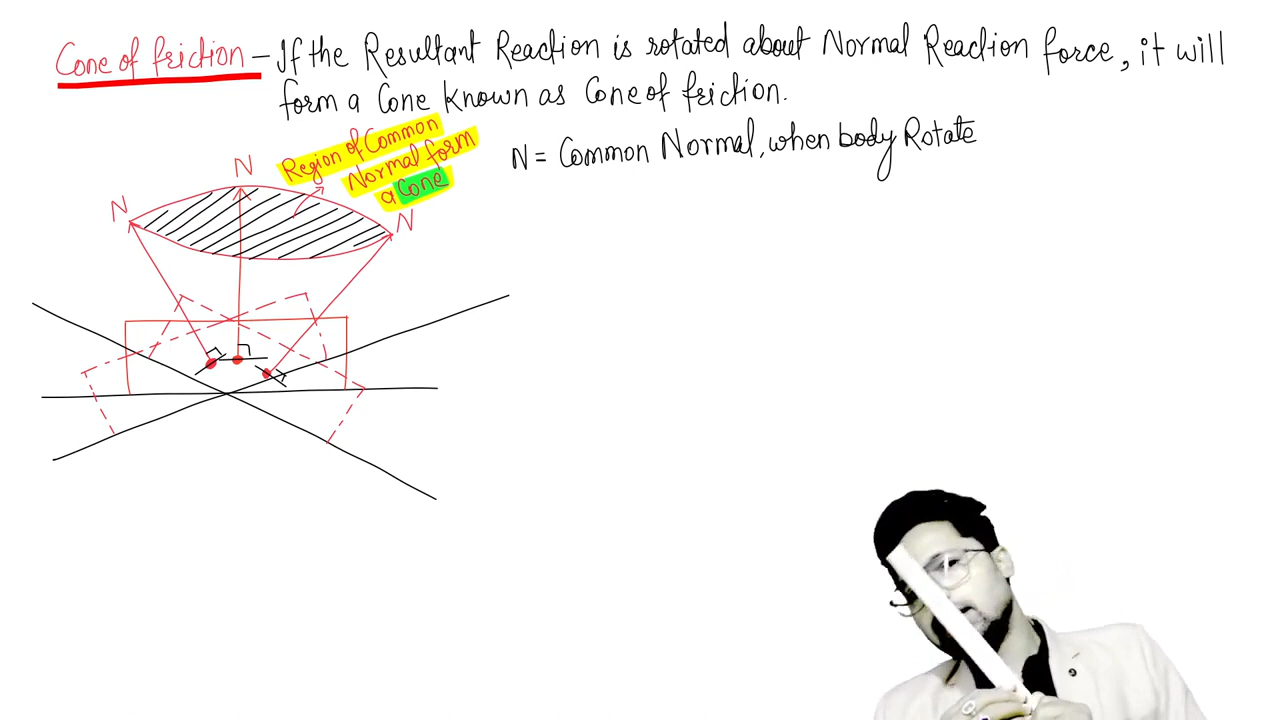 Cone of friction - If the Resultant Reaction is rotated about Normal Reaction force, it will
form a Cone known as Cone of friction.
N = Common Normal, when body Rotate
Region of Common
Normal form
a Cone
N
N
N